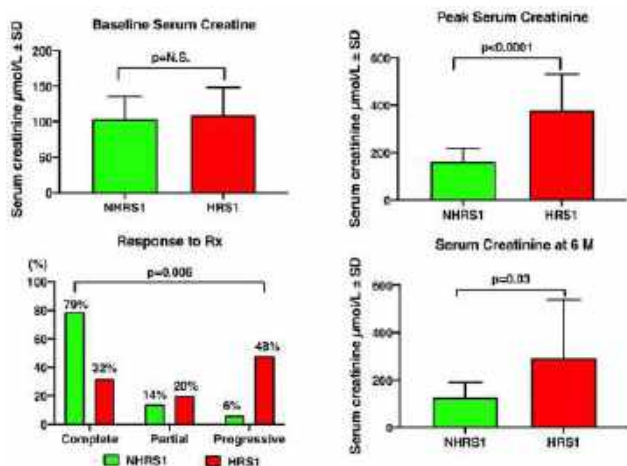 Baseline Serum Creatine
Serum creatinine µmol/L ± SD
200
150
100
50
0
p=N.S.
NHRS1
HRS1
Peak Serum Creatinine
Serum creatinine µmol/L ± SD
600
400
200
0
p<0.0001
NHRS1
HRS1
Response to Rx
(%)
100
80
60
40
20
0
p=0.006
79%
32%
14%
20%
6%
48%
Complete
Partial
Progressive
NHRS1
HRS1
Serum Creatinine at 6 M
Serum creatinine µmol/L ± SD
600
400
200
0
p=0.03
NHRS1
HRS1